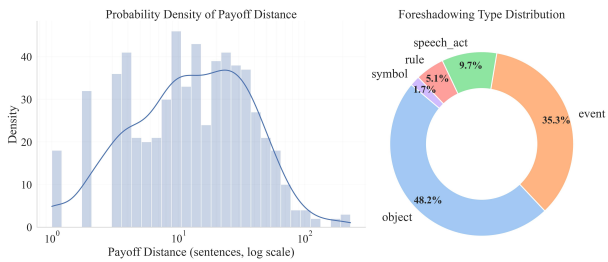 Probability Density of Payoff Distance
Density
40
30
20
10
0
10^0
10^1
10^2
Payoff Distance (sentences, log scale)
Foreshadowing Type Distribution
speech_act
9.7%
rule
5.1%
symbol
1.7%
event
35.3%
object
48.2%